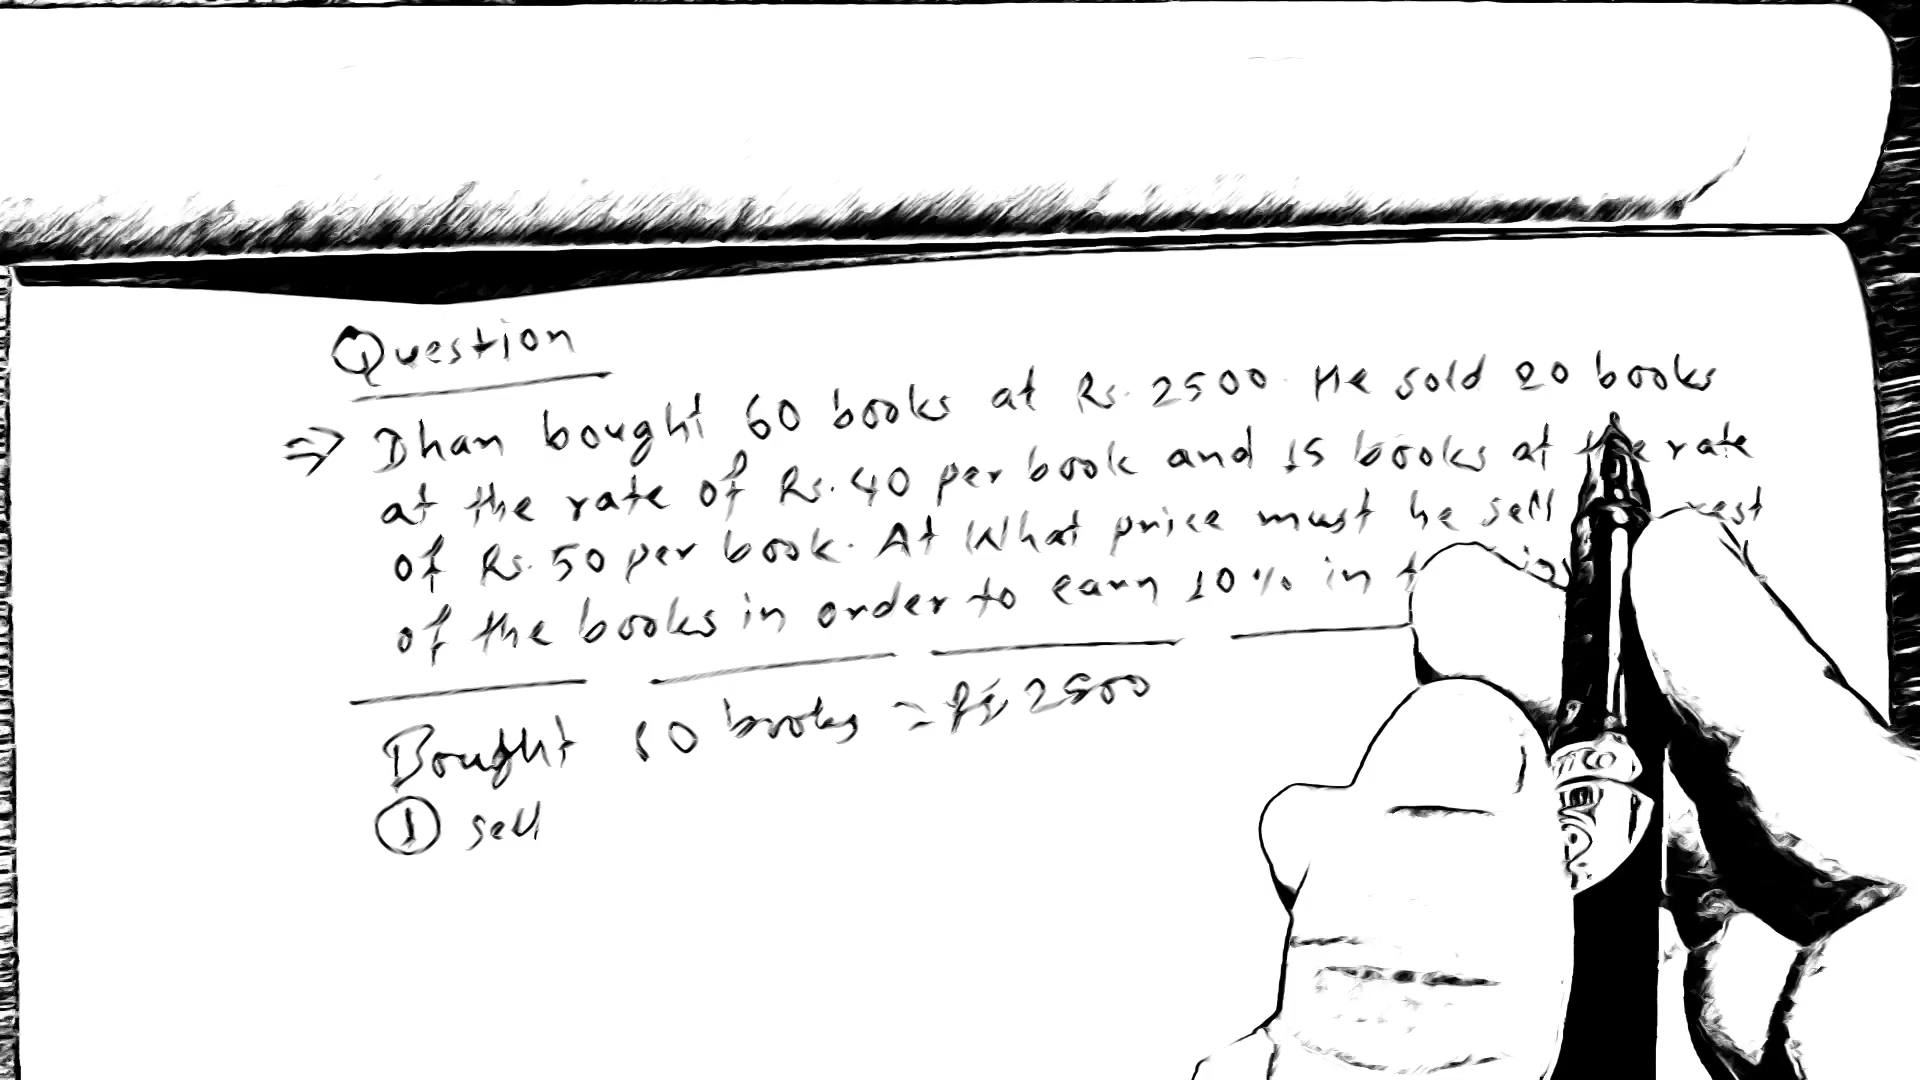 Question
⇒ Dhan bought 60 books at Rs. 2500. He sold 20 books
at the rate of Rs. 40 per book and 15 books at the rate
of Rs. 50 per book. At What price must he sell rest
of the books in order to earn 10% in
Bought 60 books = Rs. 2500
① sell